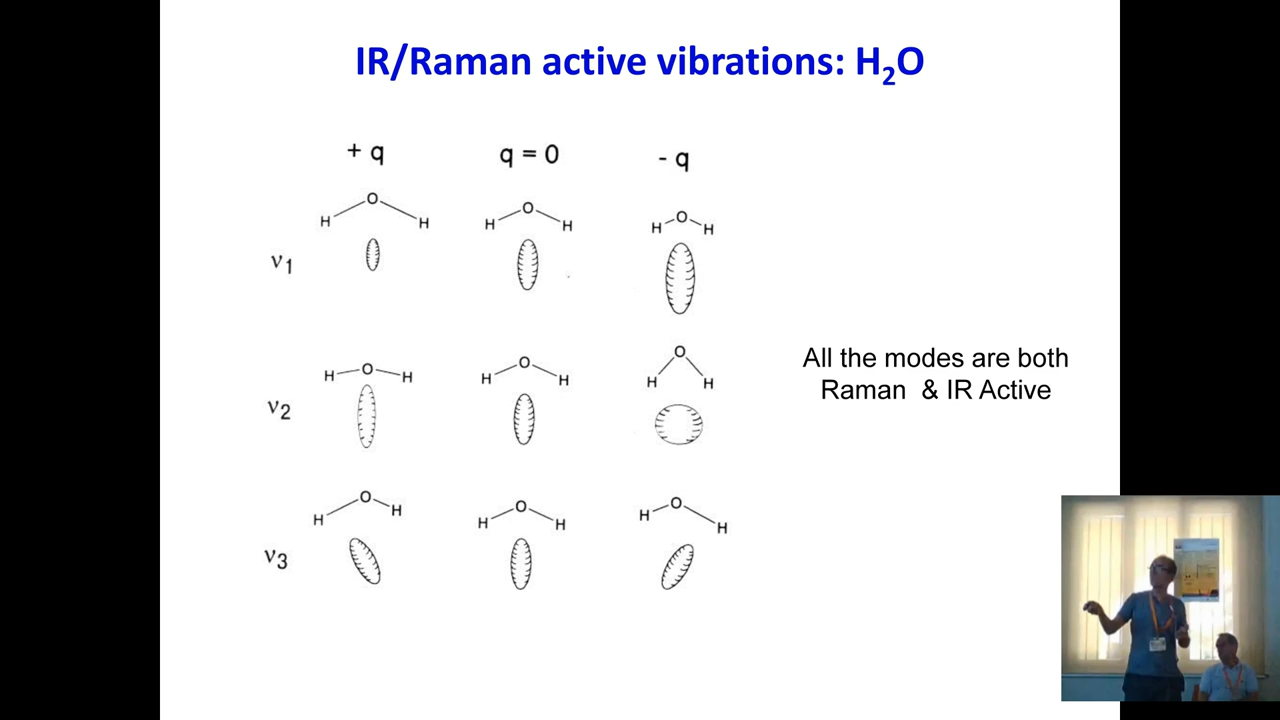 IR/Raman active vibrations: H₂O
+ q q = 0 - q
O O O
H H H H H H
ν1
O O O
H H H H H H
ν2
All the modes are both
Raman & IR Active
O O O
H H H H H H
ν3